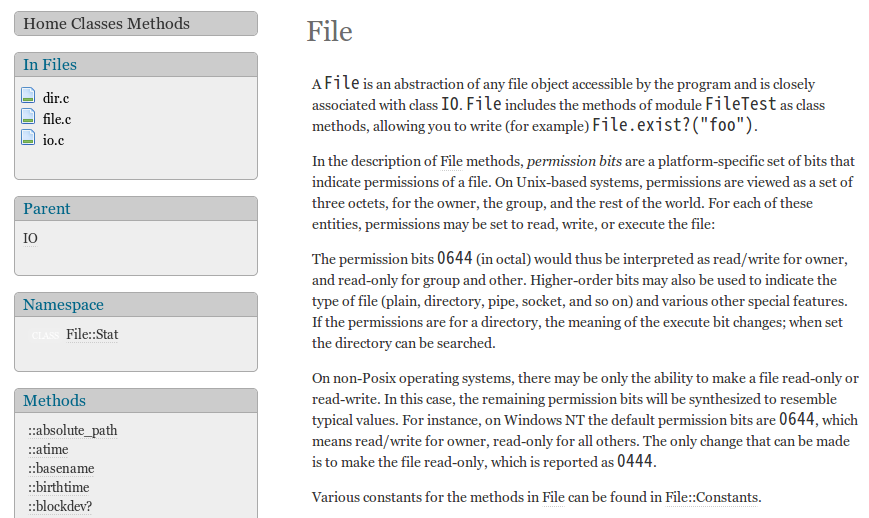 Home Classes Methods
In Files
dir.c
file.c
io.c
Parent
IO
Namespace
CLASS File::Stat
Methods
::absolute_path
::atime
::basename
::birthtime
::blockdev?
File
A File is an abstraction of any file object accessible by the program and is closely
associated with class IO. File includes the methods of module FileTest as class
methods, allowing you to write (for example) File.exist?("foo").
In the description of File methods, permission bits are a platform-specific set of bits that
indicate permissions of a file. On Unix-based systems, permissions are viewed as a set of
three octets, for the owner, the group, and the rest of the world. For each of these
entities, permissions may be set to read, write, or execute the file:
The permission bits 0644 (in octal) would thus be interpreted as read/write for owner,
and read-only for group and other. Higher-order bits may also be used to indicate the
type of file (plain, directory, pipe, socket, and so on) and various other special features.
If the permissions are for a directory, the meaning of the execute bit changes; when set
the directory can be searched.
On non-Posix operating systems, there may be only the ability to make a file read-only or
read-write. In this case, the remaining permission bits will be synthesized to resemble
typical values. For instance, on Windows NT the default permission bits are 0644, which
means read/write for owner, read-only for all others. The only change that can be made
is to make the file read-only, which is reported as 0444.
Various constants for the methods in File can be found in File::Constants.